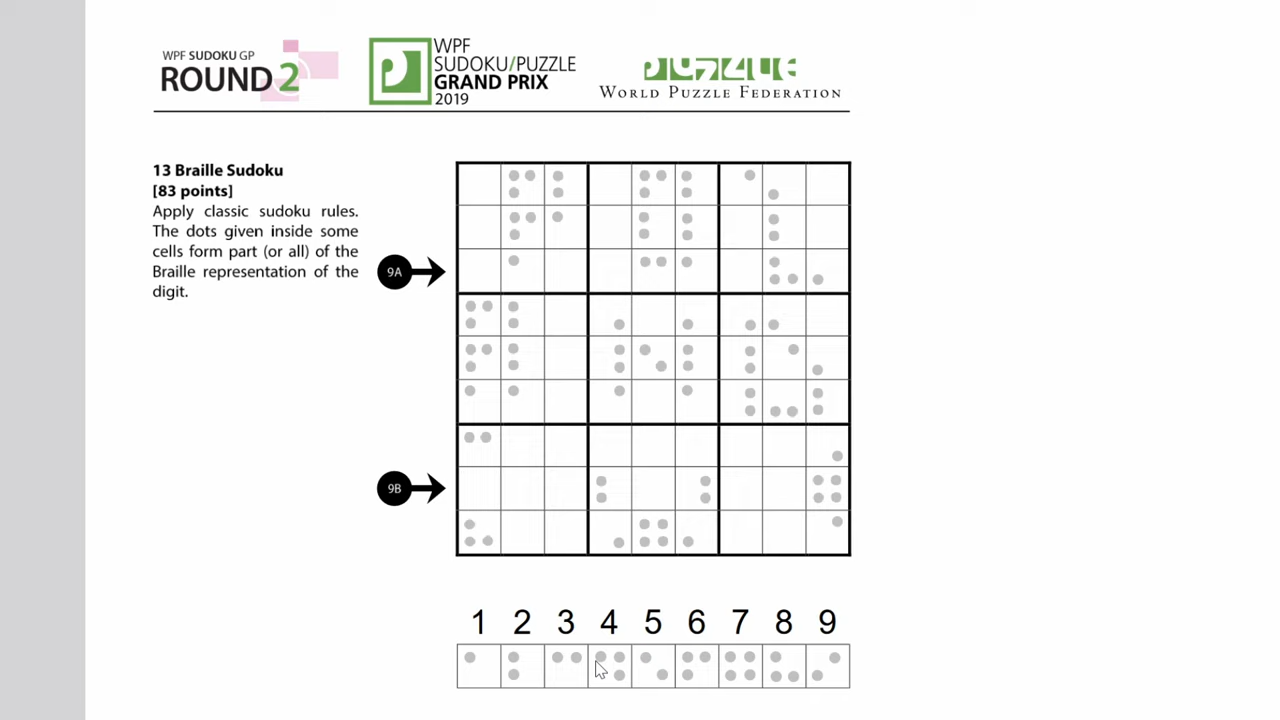 WPF SUDOKU GP
ROUND 2
WPF
SUDOKU/PUZZLE
GRAND PRIX
2019
PUZZLE
WORLD PUZZLE FEDERATION
13 Braille Sudoku
[83 points]
Apply classic sudoku rules.
The dots given inside some
cells form part (or all) of the
Braille representation of the
digit.
9A
9B
1 2 3 4 5 6 7 8 9